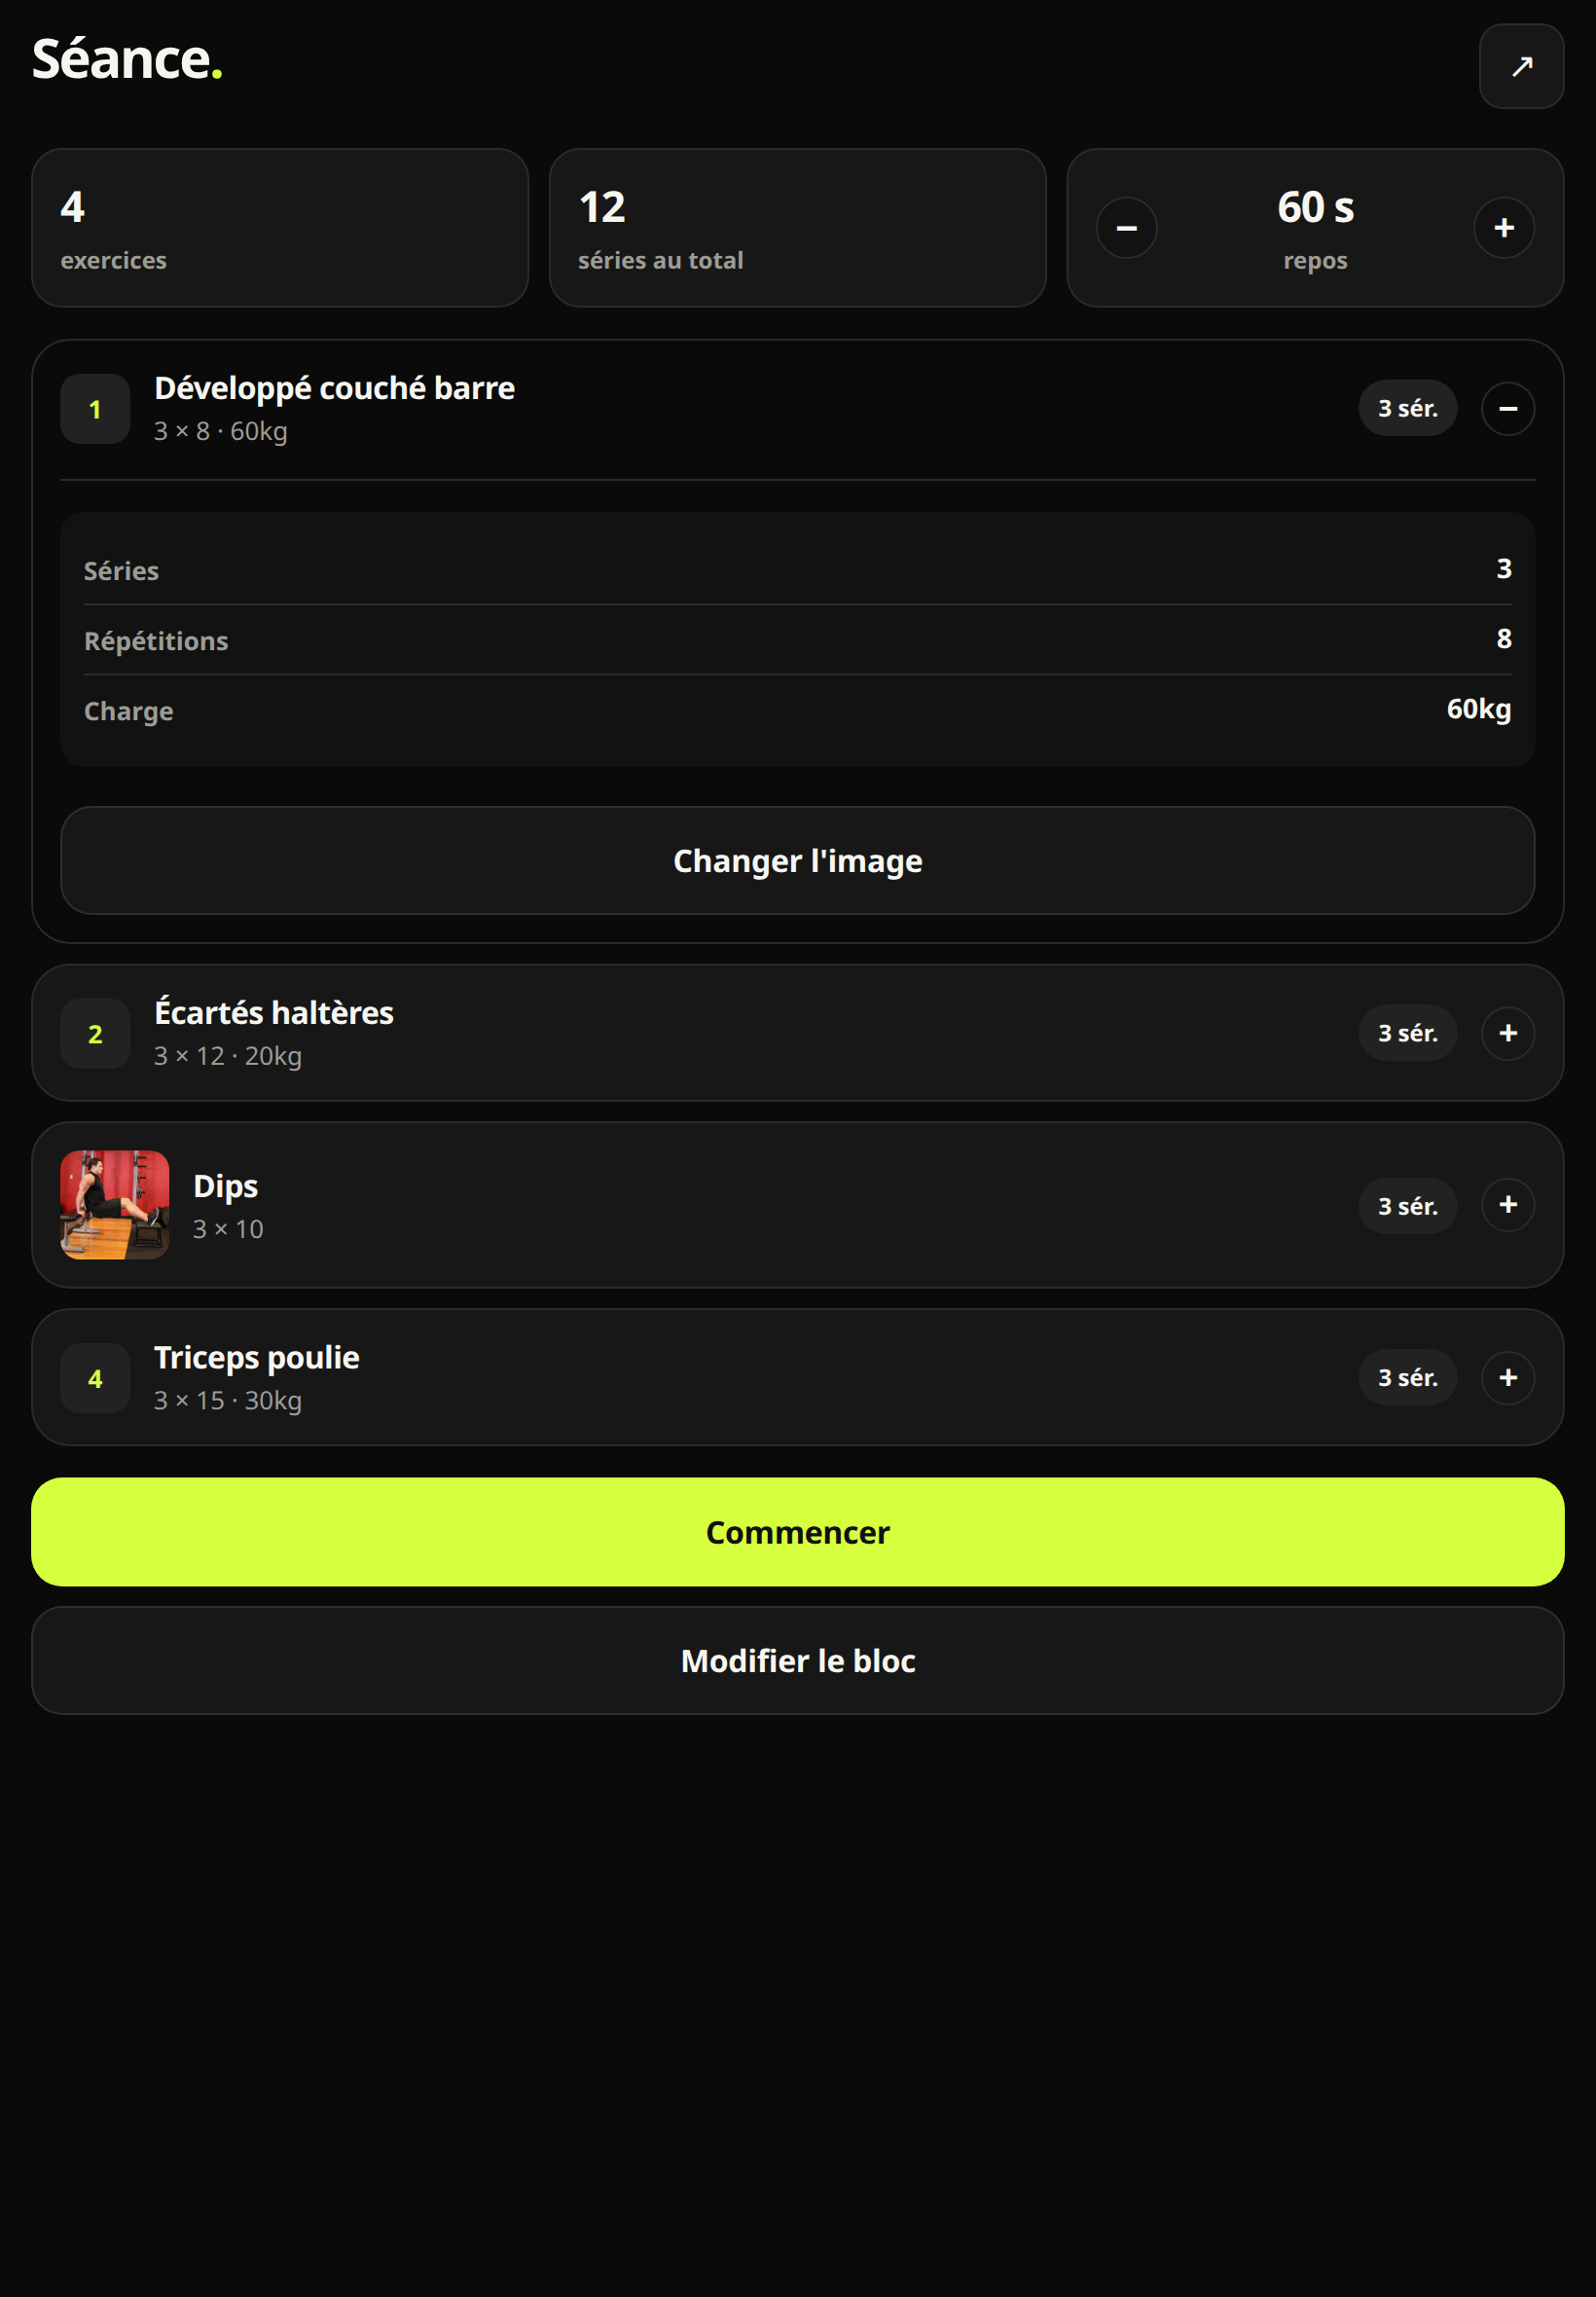 Séance.
↗
4
exercices
12
séries au total
−
60 s
repos
+
1
Développé couché barre
3 × 8 · 60kg
3 sér.
−
Séries
3
Répétitions
8
Charge
60kg
Changer l'image
2
Écartés haltères
3 × 12 · 20kg
3 sér.
+
Dips
3 × 10
3 sér.
+
4
Triceps poulie
3 × 15 · 30kg
3 sér.
+
Commencer
Modifier le bloc